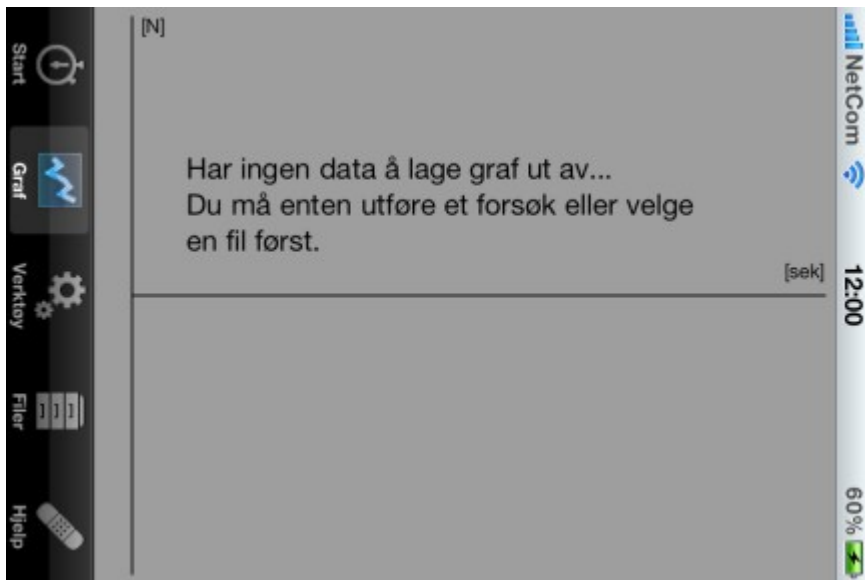 [N]
Har ingen data å lage graf ut av...
Du må enten utføre et forsøk eller velge
en fil først.
[sek]
Start
Graf
Verktøy
Filer
Hjelp
NetCom
12:00
60%